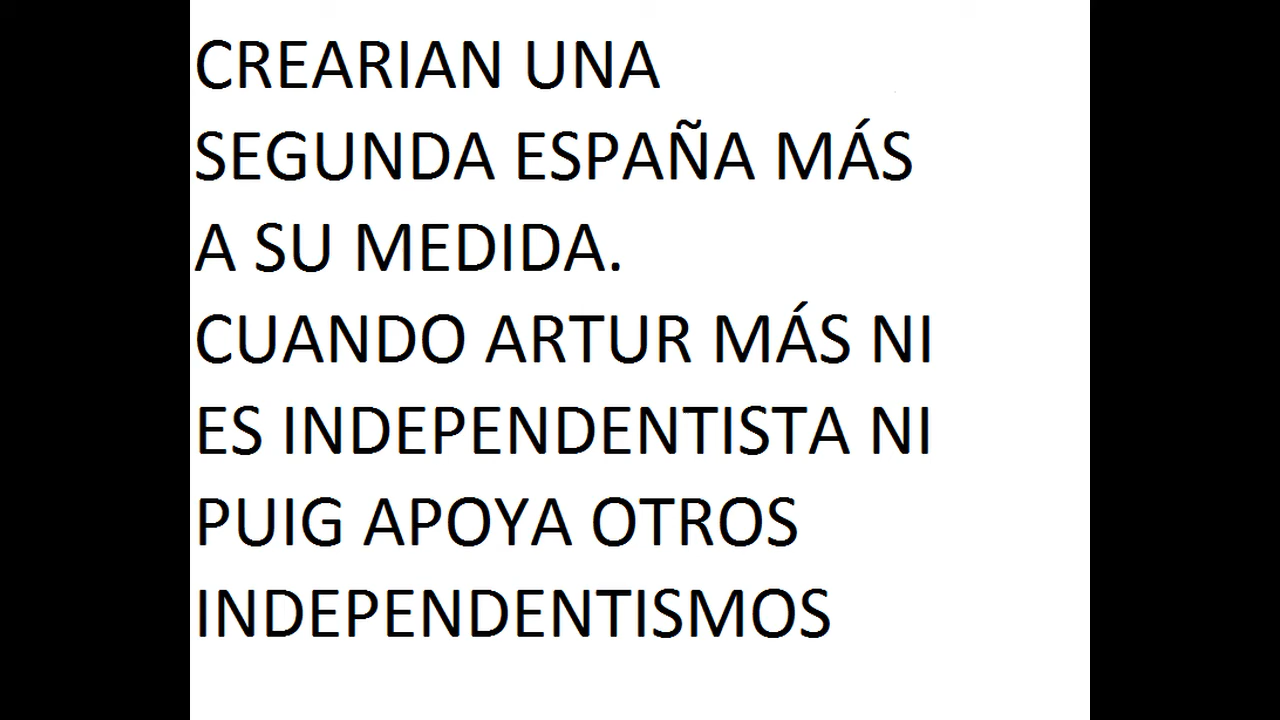 CREARIAN UNA
SEGUNDA ESPAÑA MÁS
A SU MEDIDA.
CUANDO ARTUR MÁS NI
ES INDEPENDENTISTA NI
PUIG APOYA OTROS
INDEPENDENTISMOS